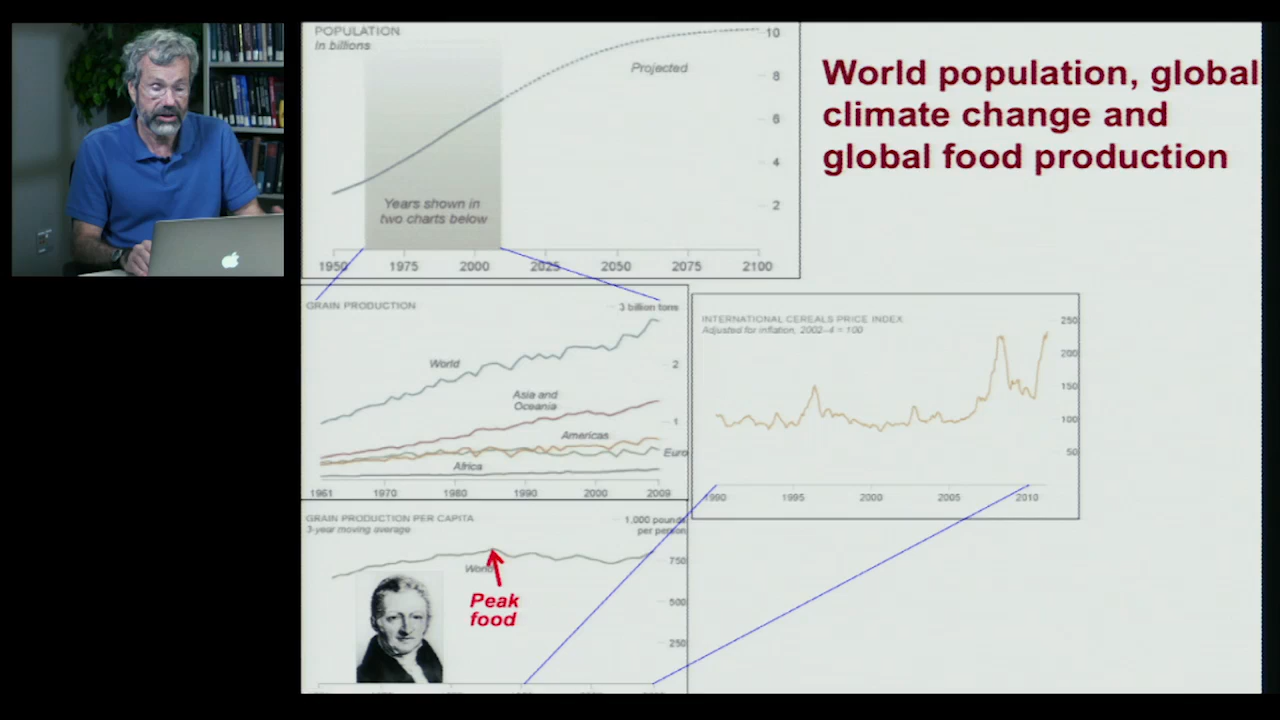 POPULATION
In billions
10
Projected
8
6
4
Years shown in
two charts below
2
1950 1975 2000 2025 2050 2075 2100
World population, global
climate change and
global food production
GRAIN PRODUCTION
3 billion tons
World
2
Asia and
Oceania
1
Americas
Euro
Africa
1961 1970 1980 1990 2000 2009
INTERNATIONAL CEREALS PRICE INDEX
Adjusted for inflation, 2002–4 = 100
250
200
150
100
50
1990 1995 2000 2005 2010
GRAIN PRODUCTION PER CAPITA
3-year moving average
1,000 pounds
per person
750
World
Peak
food
500
250